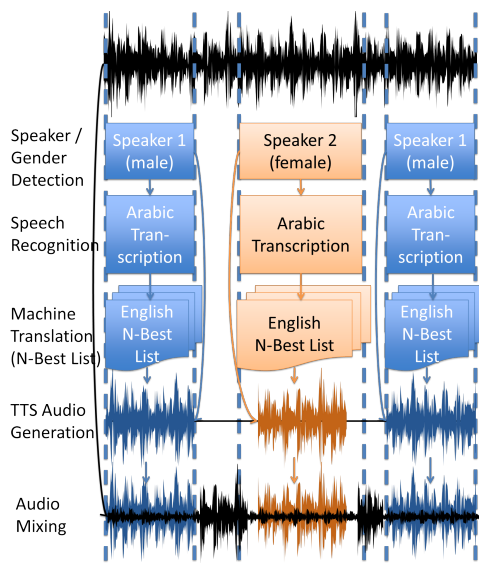 Speaker /
Gender
Detection
Speaker 1
(male)
Speaker 2
(female)
Speaker 1
(male)
Speech
Recognition
Arabic
Tran-
scription
Arabic
Transcription
Arabic
Tran-
scription
Machine
Translation
(N-Best List)
English
N-Best
List
English
N-Best List
English
N-Best
List
TTS Audio
Generation
Audio
Mixing